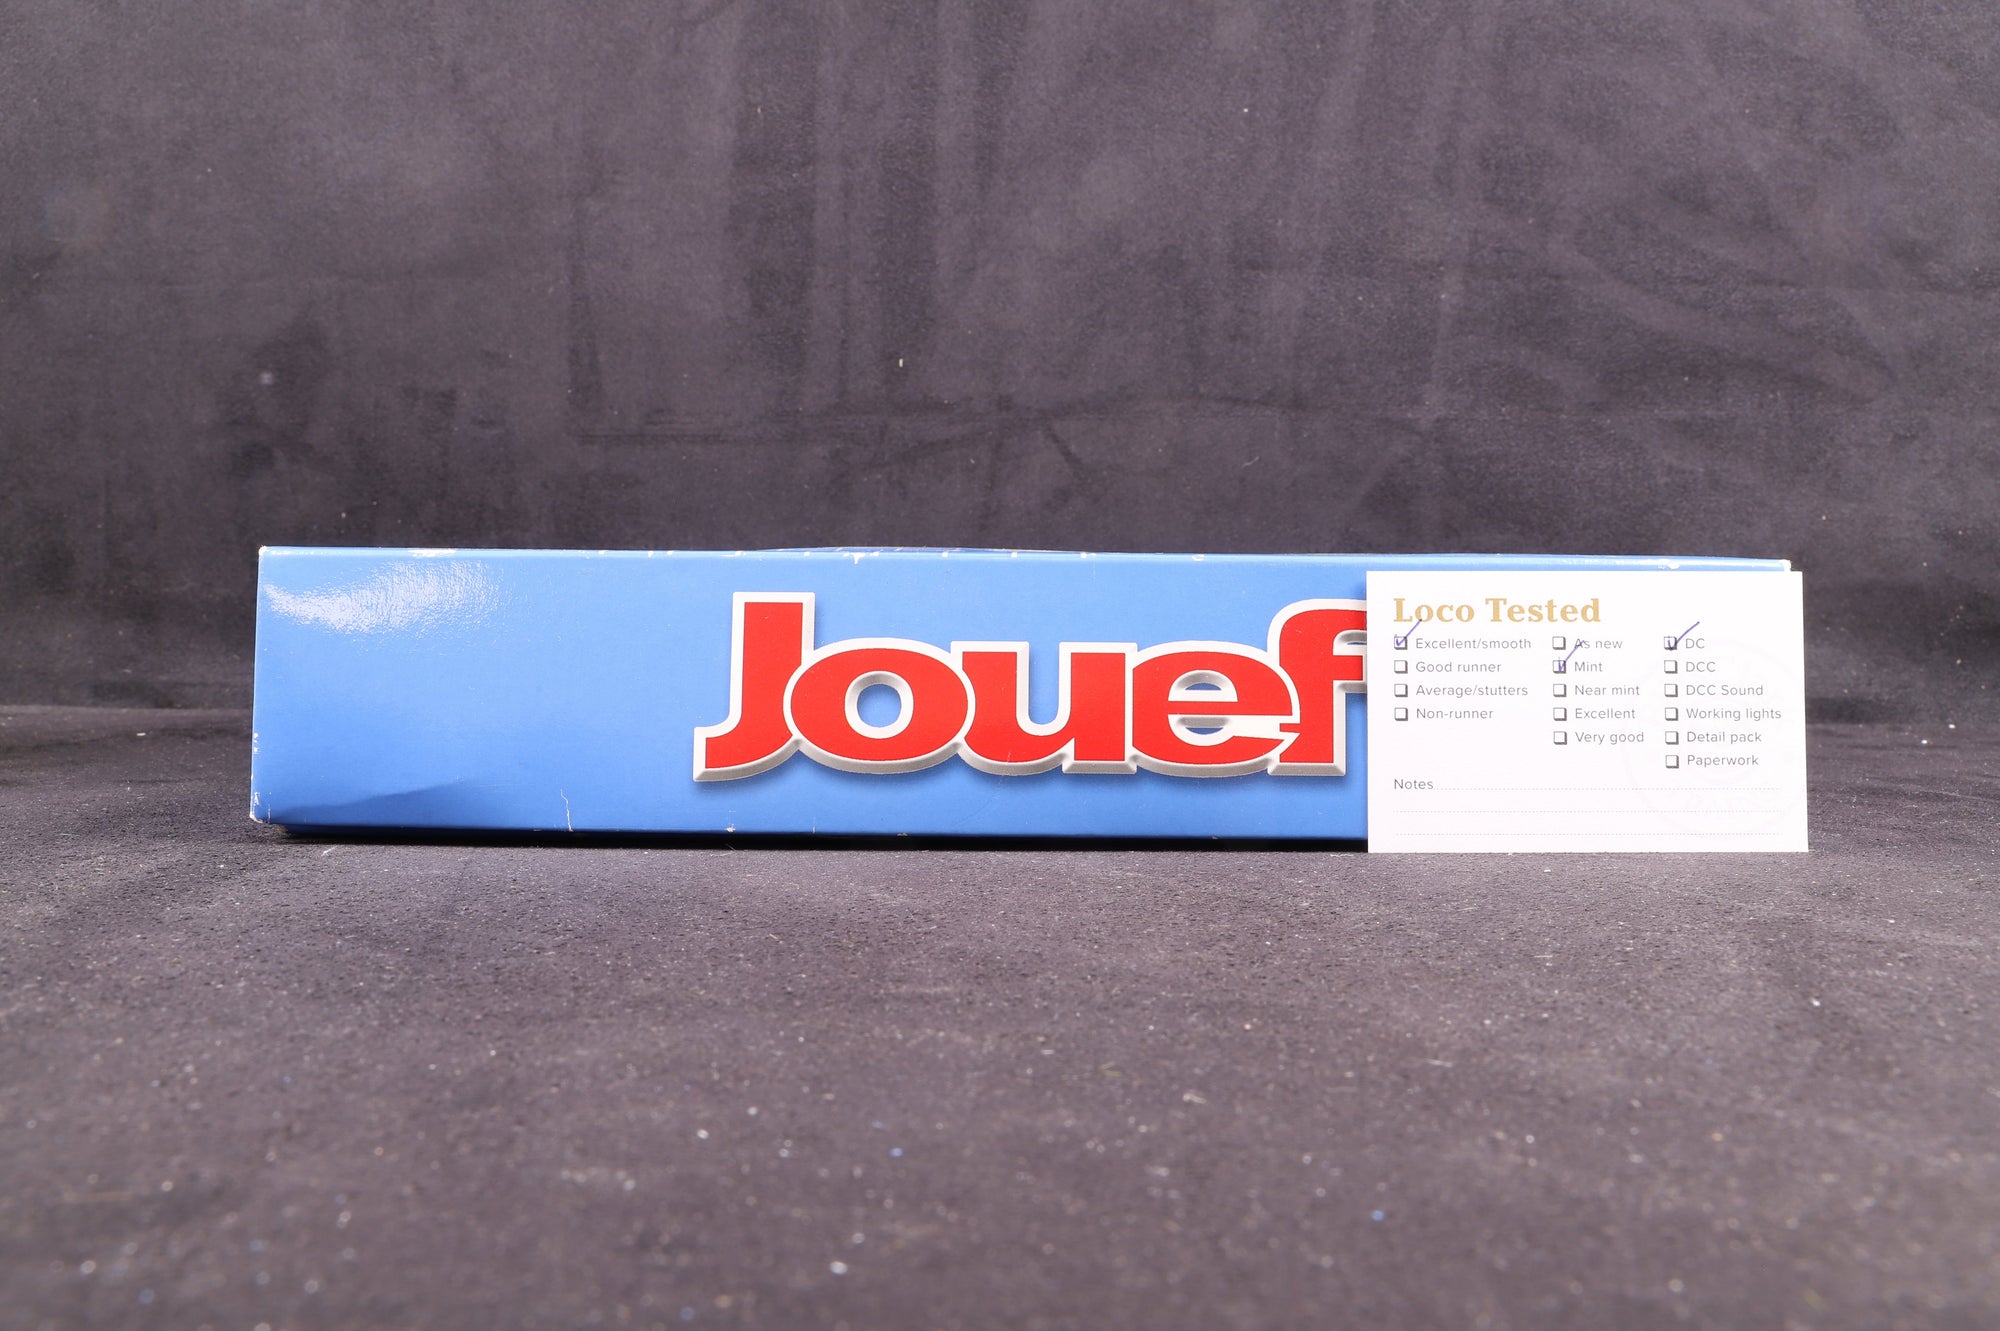 Jouef
Loco Tested
Excellent/smooth
Good runner
Average/stutters
Non-runner
As new
Mint
Near mint
Excellent
Very good
DC
DCC
DCC Sound
Working lights
Detail pack
Paperwork
Notes